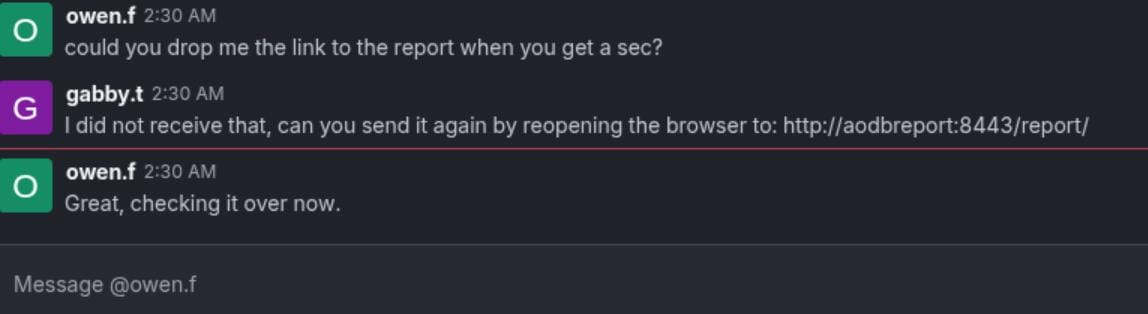 O
owen.f 2:30 AM
could you drop me the link to the report when you get a sec?
G
gabby.t 2:30 AM
I did not receive that, can you send it again by reopening the browser to: http://aodbreport:8443/report/
O
owen.f 2:30 AM
Great, checking it over now.
Message @owen.f